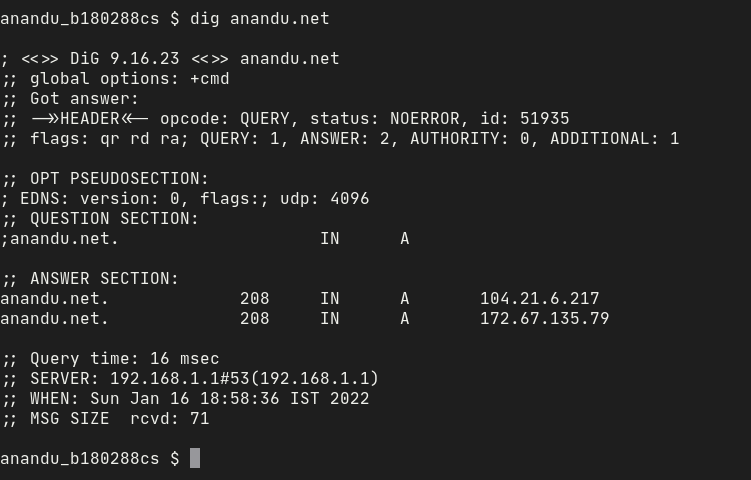 anandu_b180288cs $ dig anandu.net
; <<>> DiG 9.16.23 <<>> anandu.net
;; global options: +cmd
;; Got answer:
;; ->>HEADER<<- opcode: QUERY, status: NOERROR, id: 51935
;; flags: qr rd ra; QUERY: 1, ANSWER: 2, AUTHORITY: 0, ADDITIONAL: 1
;; OPT PSEUDOSECTION:
; EDNS: version: 0, flags:; udp: 4096
;; QUESTION SECTION:
;anandu.net. IN A
;; ANSWER SECTION:
anandu.net. 208 IN A 104.21.6.217
anandu.net. 208 IN A 172.67.135.79
;; Query time: 16 msec
;; SERVER: 192.168.1.1#53(192.168.1.1)
;; WHEN: Sun Jan 16 18:58:36 IST 2022
;; MSG SIZE rcvd: 71
anandu_b180288cs $